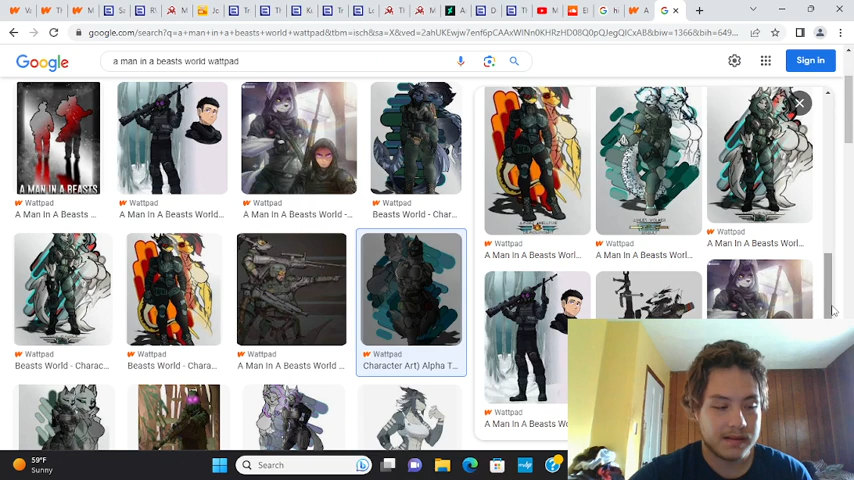 google.com/search?q=a+man+in+a+beasts+world+wattpad&tbm=isch&sa=X&ved=2ahUKEwjw7enf6pCAAxWINn0KHRzHD08Q0pQJegQICxAB&biw=1366&bih=649...
Google
a man in a beasts world wattpad
Sign in
A MAN IN A BEASTS
Wattpad
A Man In A Beasts ...
Wattpad
A Man In A Beasts World...
Wattpad
A Man In A Beasts World -...
Wattpad
Beasts World - Char...
Wattpad
A Man In A Beasts Worl...
Wattpad
A Man In A Beasts Worl...
Wattpad
A Man In A Beasts Worl...
Wattpad
Beasts World - Charac...
Wattpad
Beasts World - Chara...
Wattpad
A Man In A Beasts World ...
Wattpad
Character Art) Alpha T...
Wattpad
A Man In A Beasts Wo
59°F
Sunny
Search